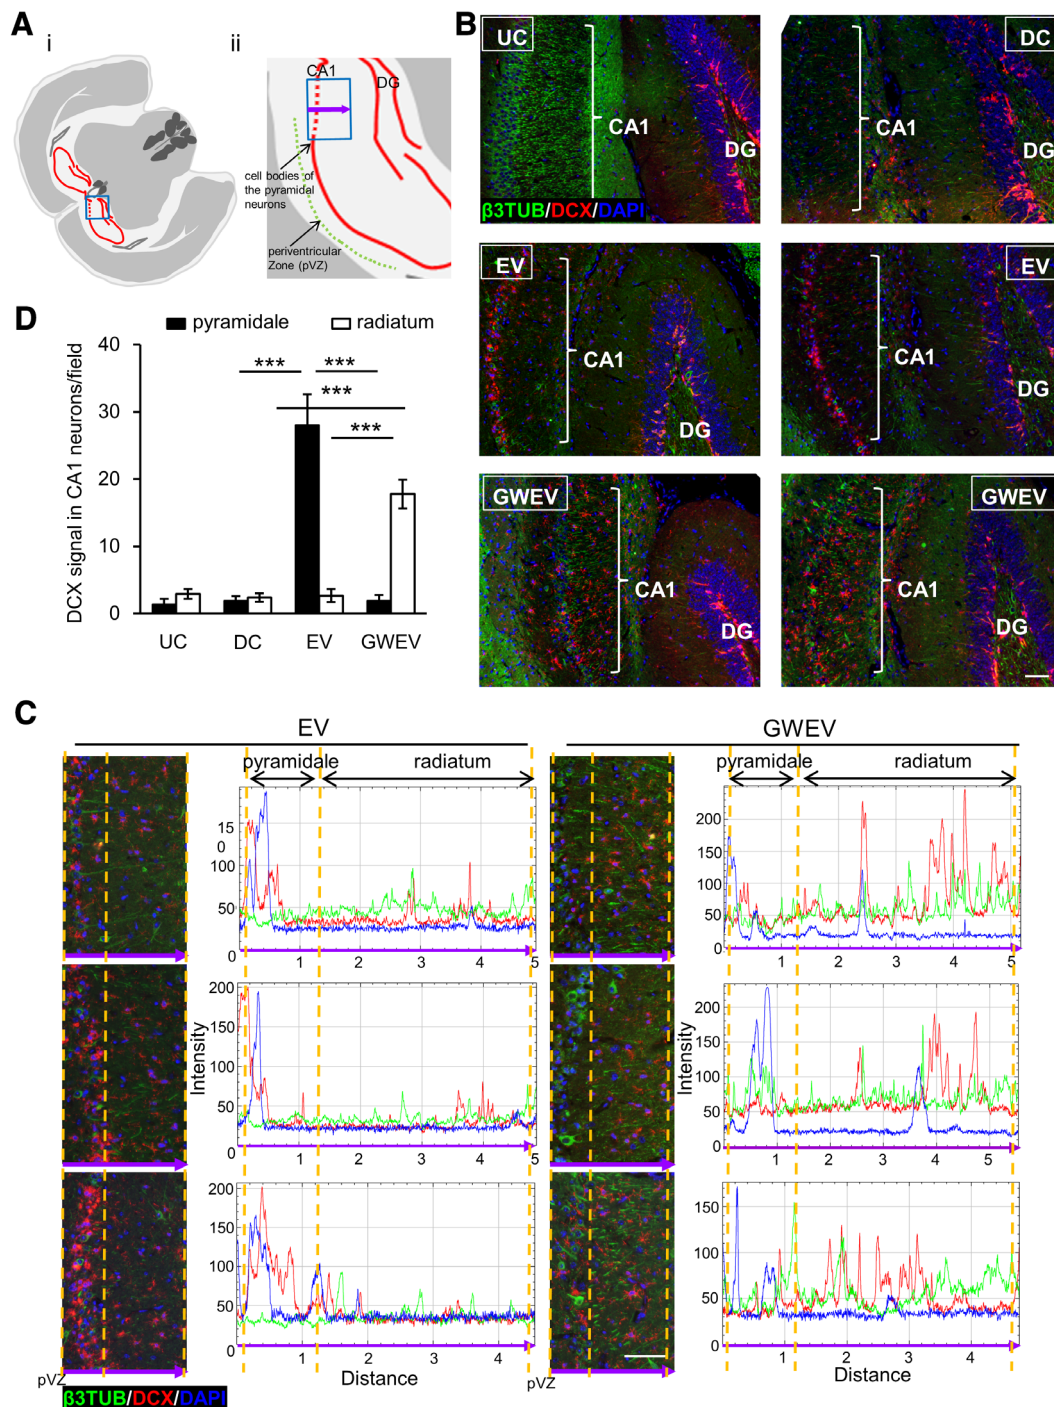 A
i
ii
CA1
DG
cell bodies of
the pyramidal
neurons
periventricular
Zone (pVZ)
B
UC
CA1
DG
β3TUB/DCX/DAPI
DC
CA1
DG
EV
CA1
DG
EV
CA1
DG
GWEV
CA1
DG
GWEV
CA1
DG
D
pyramidale
radiatum
DCX signal in CA1 neurons/field
40
30
20
10
0
***
***
***
***
UC
DC
EV
GWEV
C
EV
GWEV
pyramidale
radiatum
pyramidale
radiatum
15
0
100
50
0
1
2
3
4
5
200
150
100
50
0
1
2
3
4
5
200
150
100
50
0
1
2
3
4
5
200
150
100
50
0
1
2
3
4
5
200
150
100
50
0
1
2
3
4
200
150
100
50
0
1
2
3
4
Intensity
Intensity
pVZ
Distance
pVZ
Distance
β3TUB/DCX/DAPI